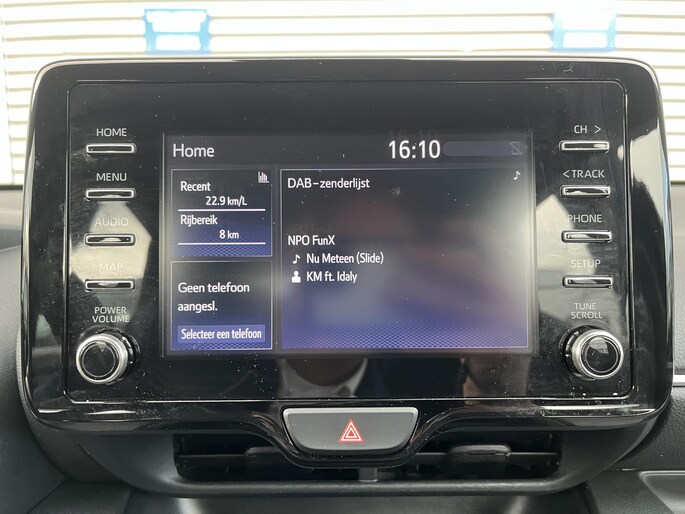 HOME
MENU
AUDIO
MAP
POWER
VOLUME
Home
16:10
Recent
22.9 km/L
Rijbereik
8 km
Geen telefoon
aangesl.
Selecteer een telefoon
DAB-zenderlijst
NPO FunX
Nu Meteen (Slide)
KM ft. Idaly
CH >
< TRACK
PHONE
SETUP
TUNE
SCROLL